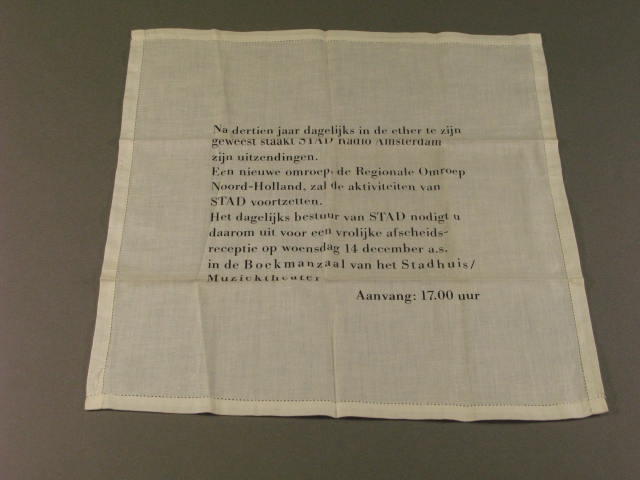 Na dertien jaar dagelijks in de ether te zijn
geweest staakt STAD Radio Amsterdam
zijn uitzendingen.
Een nieuwe omroep, de Regionale Omroep
Noord-Holland, zal de aktiviteiten van
STAD voortzetten.
Het dagelijks bestuur van STAD nodigt u
daarom uit voor een vrolijke afscheids-
receptie op woensdag 14 december a.s.
in de Boekmanzaal van het Stadhuis/
Muziektheater
Aanvang: 17.00 uur